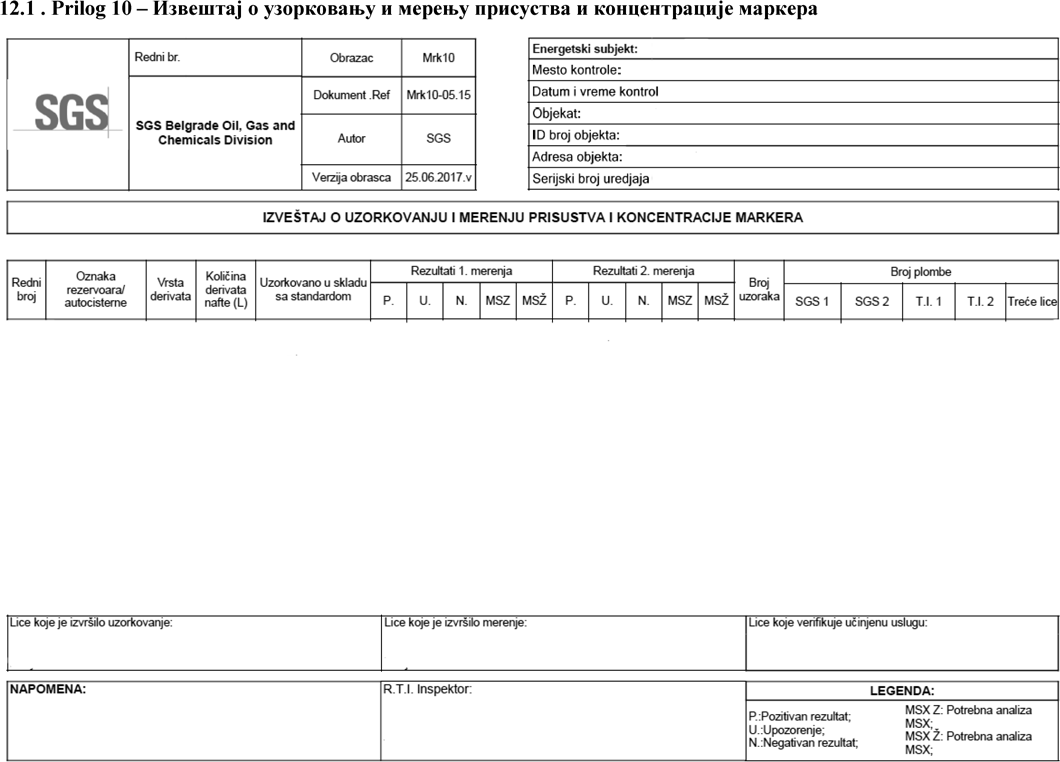 12.1 . Prilog 10 – Извештај о узорковању и мерењу присуства и концентрације маркера
SGS
Redni br.
SGS Belgrade Oil, Gas and
Chemicals Division
Obrazac Mrk10
Dokument .Ref Mrk10-05.15
Autor SGS
Verzija obrasca 25.06.2017.v
Energetski subjekt:
Mesto kontrole:
Datum i vreme kontrol
Objekat:
ID broj objekta:
Adresa objekta:
Serijski broj uredjaja
IZVEŠTAJ O UZORKOVANJU I MERENJU PRISUSTVA I KONCENTRACIJE MARKERA
Redni
broj
Oznaka
rezervoara/
autocisterne
Vrsta
derivata
Količina
derivata
nafte (L)
Uzorkovano u skladu
sa standardom
Rezultati 1. merenja
P. U. N. MSZ MSŽ
Rezultati 2. merenja
P. U. N. MSZ MSŽ
Broj
uzoraka
Broj plombe
SGS 1 SGS 2 T.I. 1 T.I. 2 Treće lice
Lice koje je izvršilo uzorkovanje:
Lice koje je izvršilo merenje:
Lice koje verifikuje učinjenu uslugu:
NAPOMENA:
R.T.I. Inspektor:
LEGENDA:
P.:Pozitivan rezultat;
U.:Upozorenje;
N.:Negativan rezultat;
MSX Z: Potrebna analiza
MSX;
MSX Ž: Potrebna analiza
MSX;